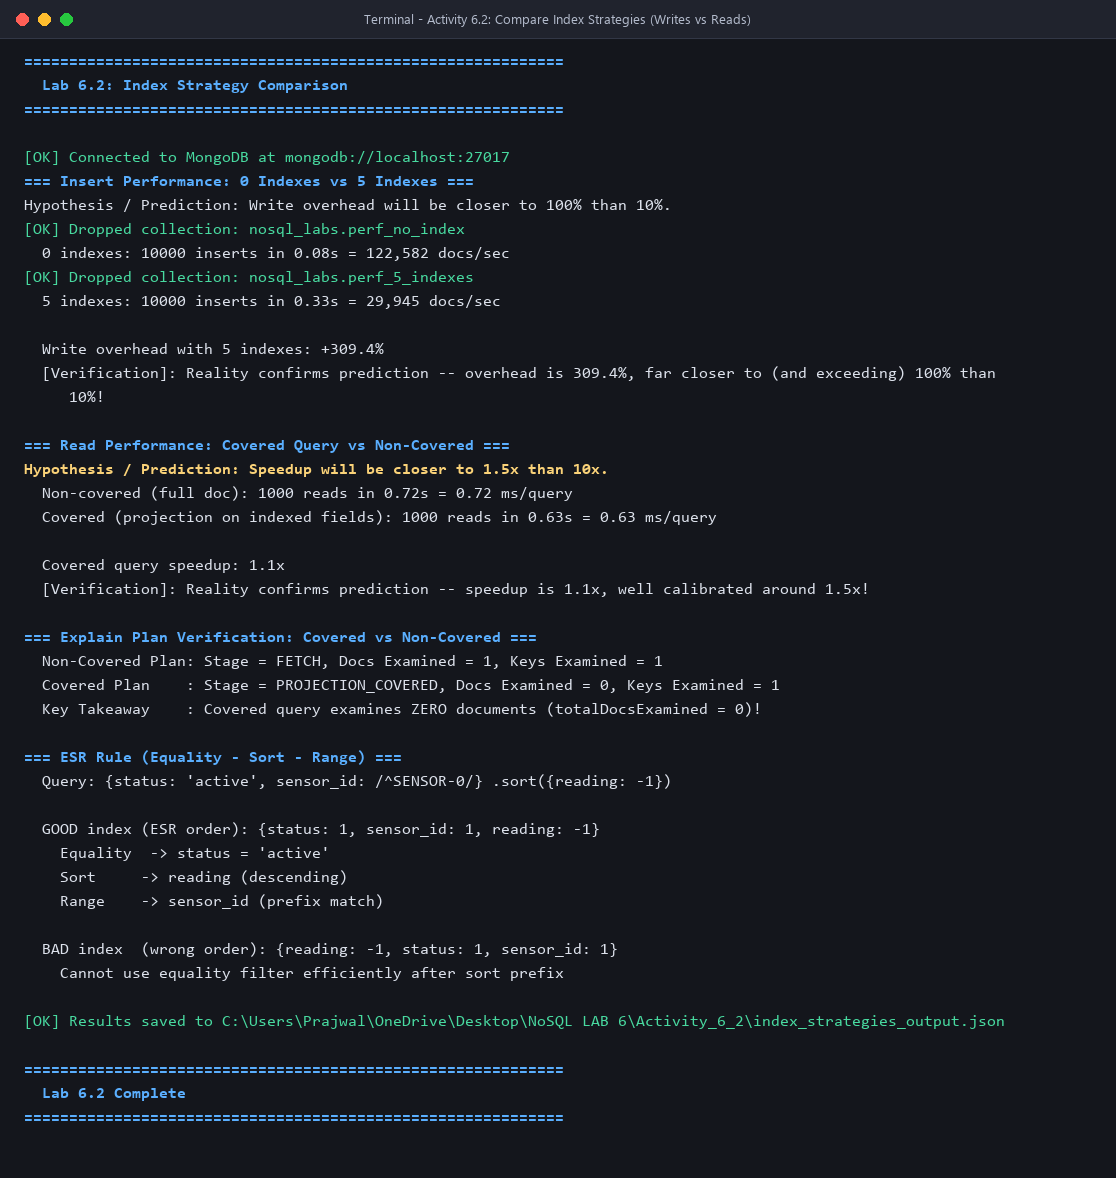 Terminal - Activity 6.2: Compare Index Strategies (Writes vs Reads)
============================================================
Lab 6.2: Index Strategy Comparison
============================================================
[OK] Connected to MongoDB at mongodb://localhost:27017
=== Insert Performance: 0 Indexes vs 5 Indexes ===
Hypothesis / Prediction: Write overhead will be closer to 100% than 10%.
[OK] Dropped collection: nosql_labs.perf_no_index
0 indexes: 10000 inserts in 0.08s = 122,582 docs/sec
[OK] Dropped collection: nosql_labs.perf_5_indexes
5 indexes: 10000 inserts in 0.33s = 29,945 docs/sec
Write overhead with 5 indexes: +309.4%
[Verification]: Reality confirms prediction -- overhead is 309.4%, far closer to (and exceeding) 100% than
10%!
=== Read Performance: Covered Query vs Non-Covered ===
Hypothesis / Prediction: Speedup will be closer to 1.5x than 10x.
Non-covered (full doc): 1000 reads in 0.72s = 0.72 ms/query
Covered (projection on indexed fields): 1000 reads in 0.63s = 0.63 ms/query
Covered query speedup: 1.1x
[Verification]: Reality confirms prediction -- speedup is 1.1x, well calibrated around 1.5x!
=== Explain Plan Verification: Covered vs Non-Covered ===
Non-Covered Plan: Stage = FETCH, Docs Examined = 1, Keys Examined = 1
Covered Plan    : Stage = PROJECTION_COVERED, Docs Examined = 0, Keys Examined = 1
Key Takeaway    : Covered query examines ZERO documents (totalDocsExamined = 0)!
=== ESR Rule (Equality - Sort - Range) ===
Query: {status: 'active', sensor_id: /^SENSOR-0/} .sort({reading: -1})
GOOD index (ESR order): {status: 1, sensor_id: 1, reading: -1}
Equality  -> status = 'active'
Sort     -> reading (descending)
Range    -> sensor_id (prefix match)
BAD index  (wrong order): {reading: -1, status: 1, sensor_id: 1}
Cannot use equality filter efficiently after sort prefix
[OK] Results saved to C:\Users\Prajwal\OneDrive\Desktop\NoSQL LAB 6\Activity_6_2\index_strategies_output.json
============================================================
Lab 6.2 Complete
============================================================